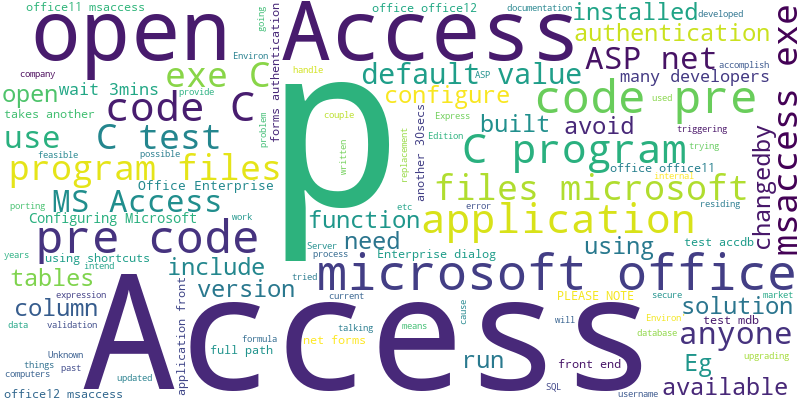 office11 msaccess
open
Access
going
office office12
documentation
installed
developed
authentication
exe
Environ
exe C
forms authentication
handle
default value
ASP
ASP net
accomplish
company
open
wait 3mins
provide
code C
configure
many developers
code pre
used
takes another
couple
Express
use
C test
problem
p
another 30secs
built
avoid
triggering
msaccess
feasible
possible
written
replacement
Edition
C program
trying
program files
office office11
internal
changedby
Office Enterprise
files microsoft
residing
MS Access
porting
Configuring Microsoft
work
etc
function
error
application
pre code
Server
need
using
test accdb
years
using shortcuts
process
Enterprise dialog
intend
include
tried
microsoft office
tables
version
expression
application front
Access
current
cause
PLEASE NOTE
secure
market
column
solution
data
validation
talking
will
Environ
test mdb
formula
means
database
anyone
Unknown
full path
net forms
things
past
run
front end
Eg
upgrading
computers
updated
SQL
username
available
office12 msaccess